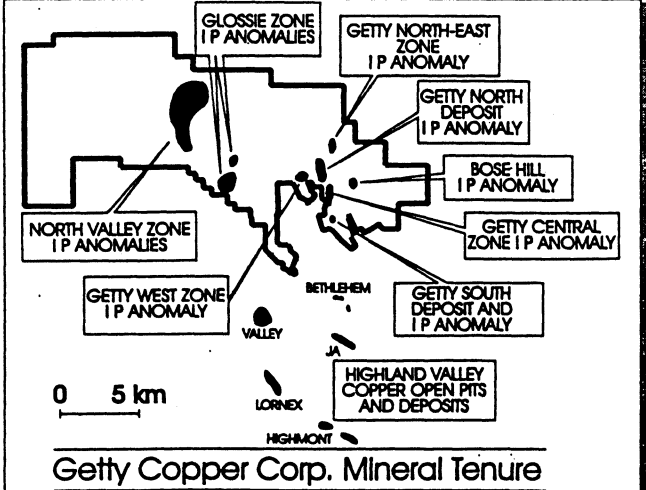 GLOSSIE ZONE
I P ANOMALIES
GETTY NORTH-EAST
ZONE
I P ANOMALY
GETTY NORTH
DEPOSIT
I P ANOMALY
BOSE HILL
I P ANOMALY
NORTH VALLEY ZONE
I P ANOMALIES
GETTY CENTRAL
ZONE I P ANOMALY
GETTY WEST ZONE
I P ANOMALY
BETHLEHEM
GETTY SOUTH
DEPOSIT AND
I P ANOMALY
VALLEY
JA
HIGHLAND VALLEY
COPPER OPEN PITS
AND DEPOSITS
0 5 km
LORNEX
HIGHMONT
Getty Copper Corp. Mineral Tenure